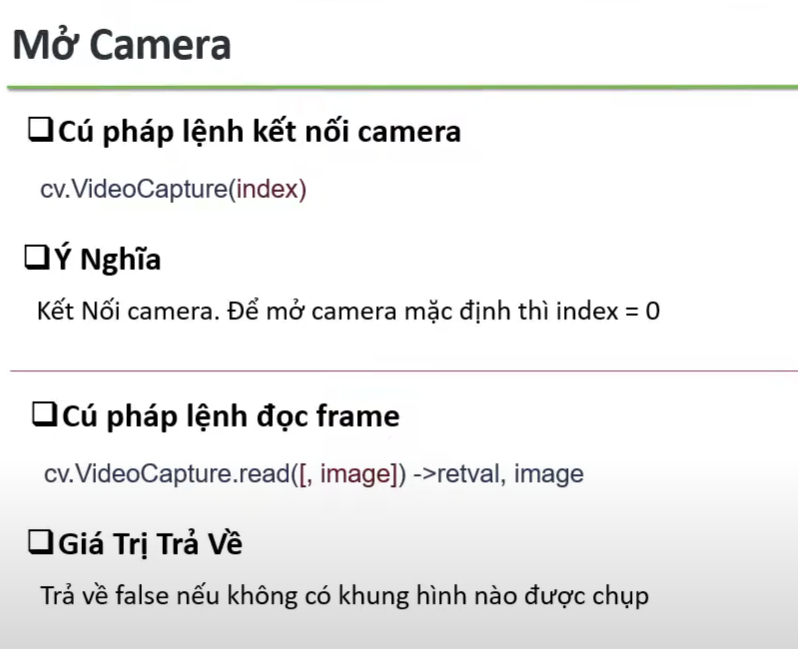 Mở Camera
Cú pháp lệnh kết nối camera
cv.VideoCapture(index)
Ý Nghĩa
Kết Nối camera. Để mở camera mặc định thì index = 0
Cú pháp lệnh đọc frame
cv.VideoCapture.read([, image]) ->retval, image
Giá Trị Trả Về
Trả về false nếu không có khung hình nào được chụp